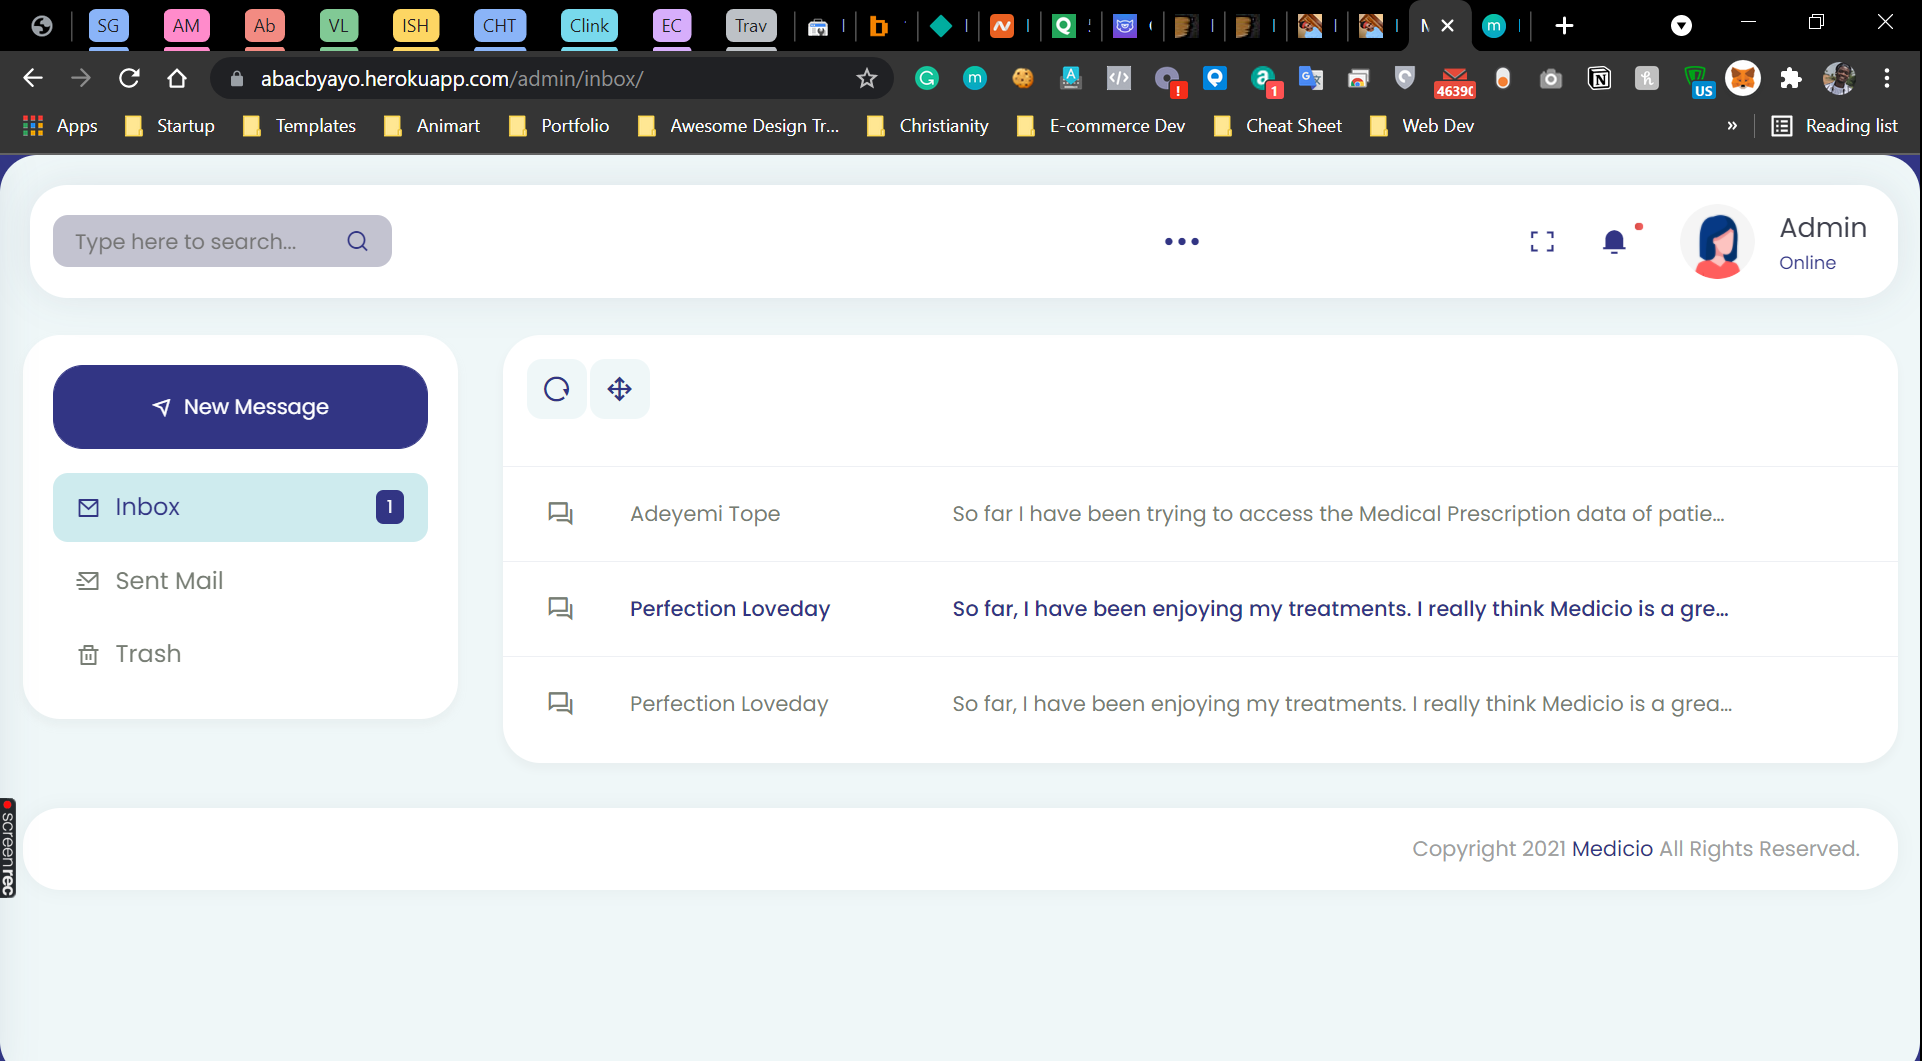 SG AM Ab VL ISH CHT Clink EC Trav
abacbyayo.herokuapp.com/admin/inbox/
46390 1 US
Apps Startup Templates Animart Portfolio Awesome Design Tr... Christianity E-commerce Dev Cheat Sheet Web Dev » Reading list
Type here to search...
Admin
Online
New Message
Inbox 1
Sent Mail
Trash
Adeyemi Tope So far I have been trying to access the Medical Prescription data of patie...
Perfection Loveday So far, I have been enjoying my treatments. I really think Medicio is a gre...
Perfection Loveday So far, I have been enjoying my treatments. I really think Medicio is a grea...
screenrec
Copyright 2021 Medicio All Rights Reserved.